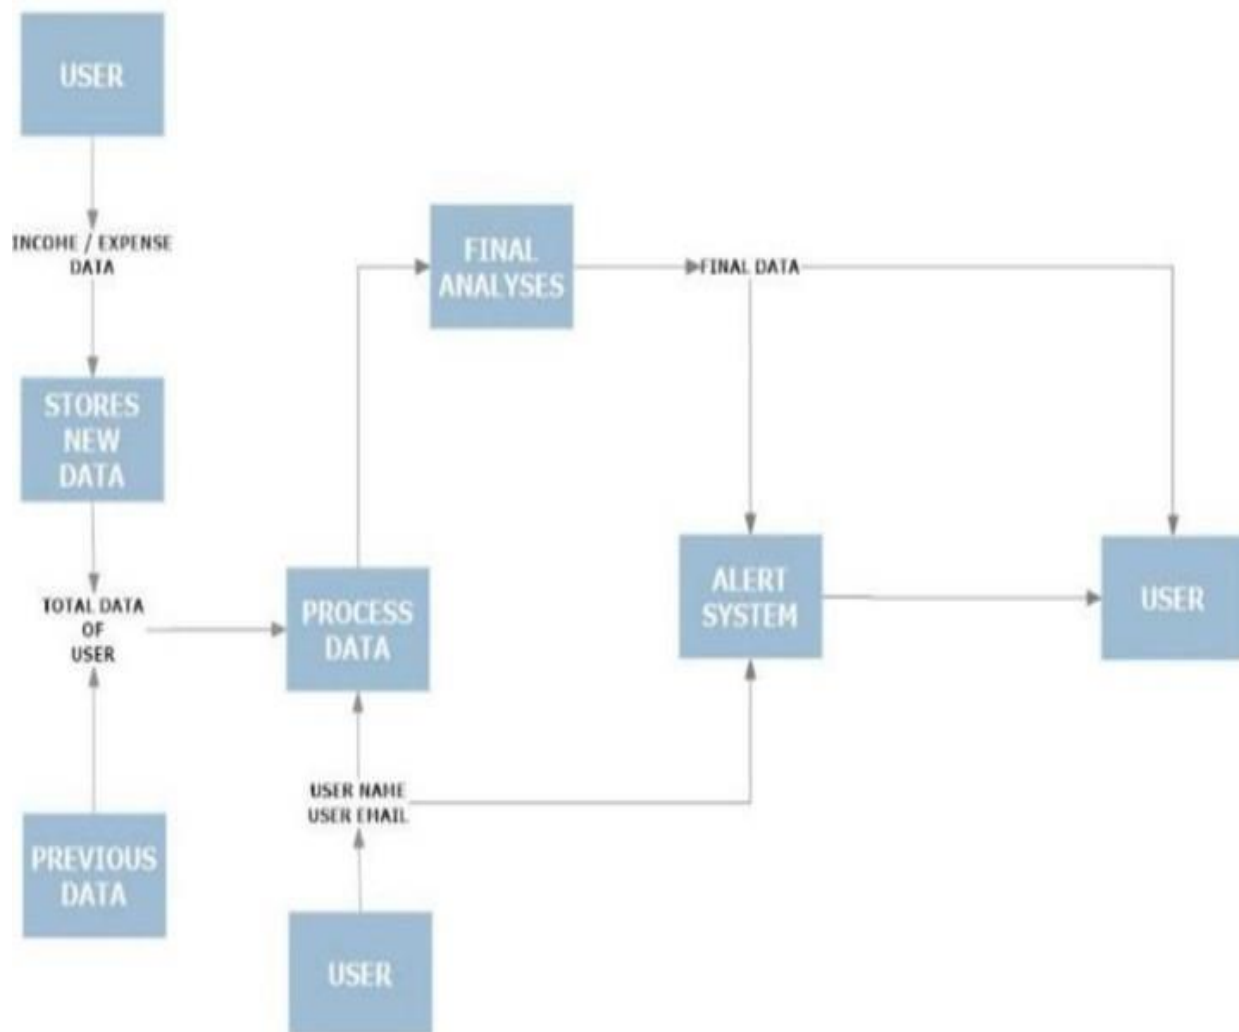 USER
INCOME / EXPENSE
DATA
FINAL
ANALYSES
FINAL DATA
STORES
NEW
DATA
TOTAL DATA
OF
USER
PROCESS
DATA
ALERT
SYSTEM
USER
USER NAME
USER EMAIL
PREVIOUS
DATA
USER